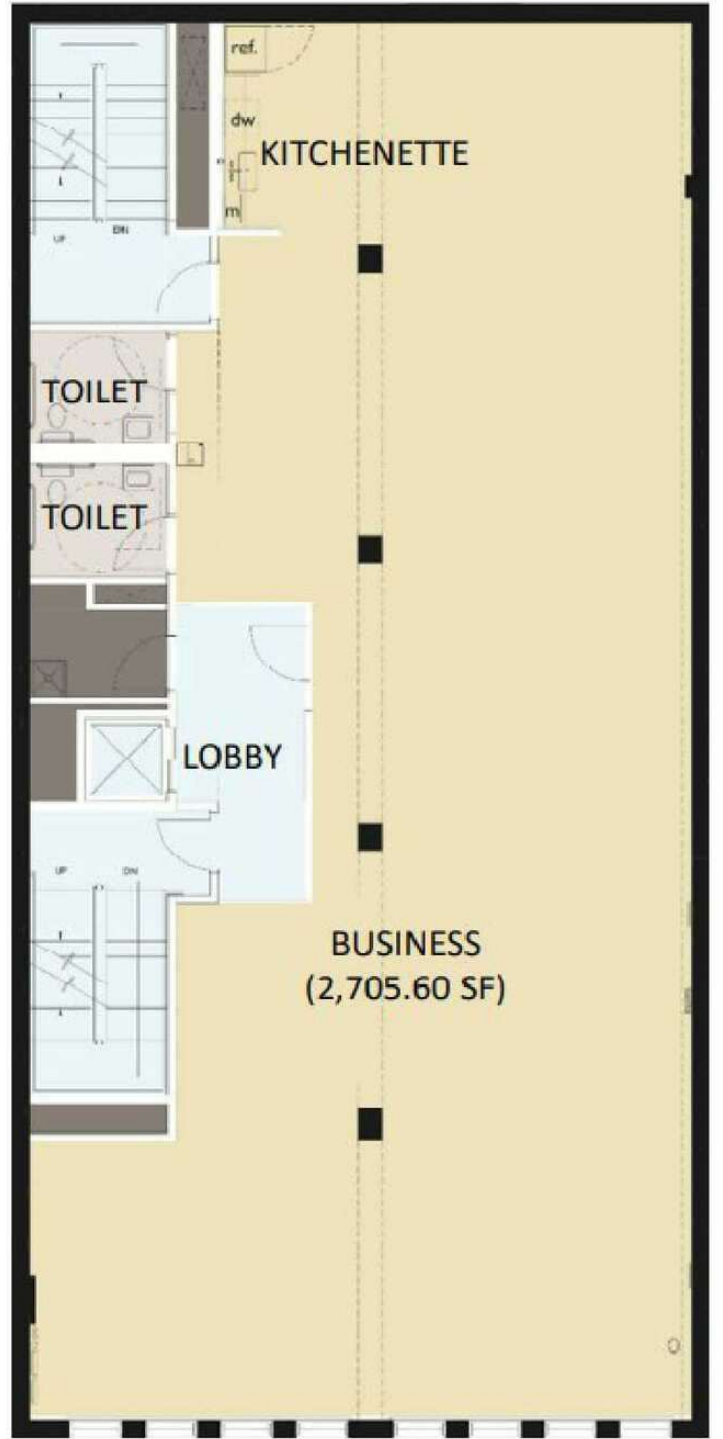 ref.
dw
KITCHENETTE
m
UP
DN
TOILET
TOILET
LOBBY
UP
DN
BUSINESS
(2,705.60 SF)